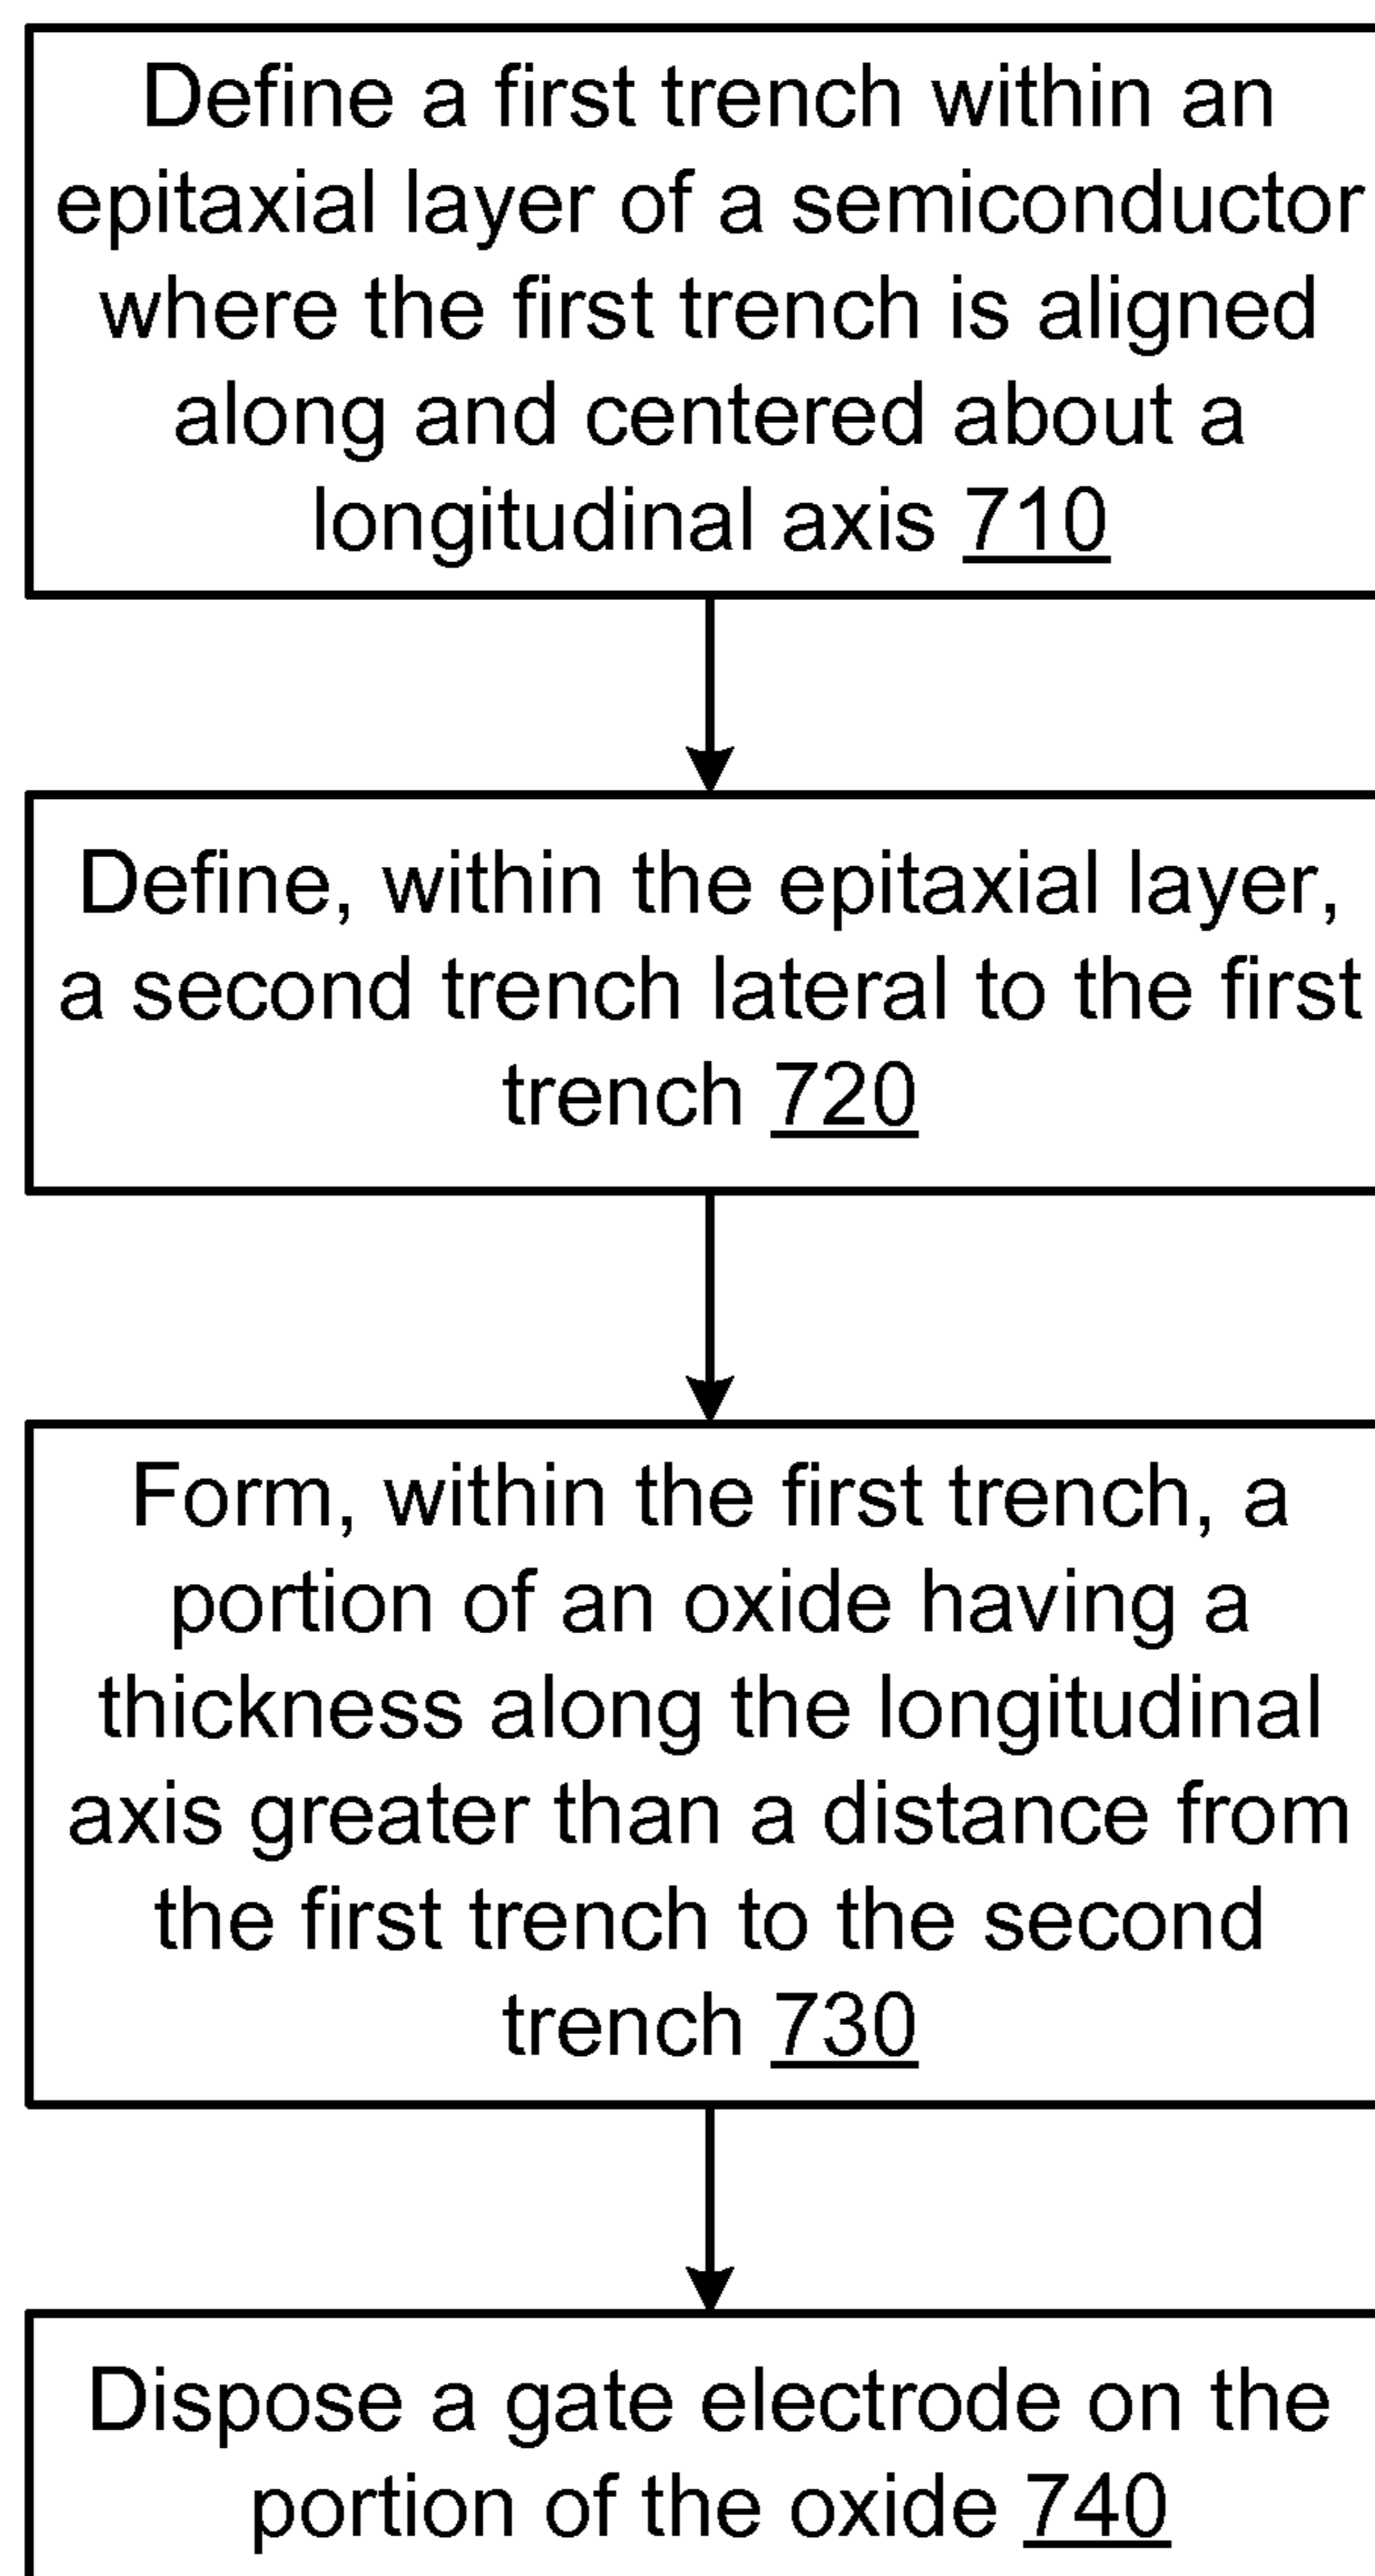 Define a first trench within an
epitaxial layer of a semiconductor
where the first trench is aligned
along and centered about a
longitudinal axis 710
Define, within the epitaxial layer,
a second trench lateral to the first
trench 720
Form, within the first trench, a
portion of an oxide having a
thickness along the longitudinal
axis greater than a distance from
the first trench to the second
trench 730
Dispose a gate electrode on the
portion of the oxide 740